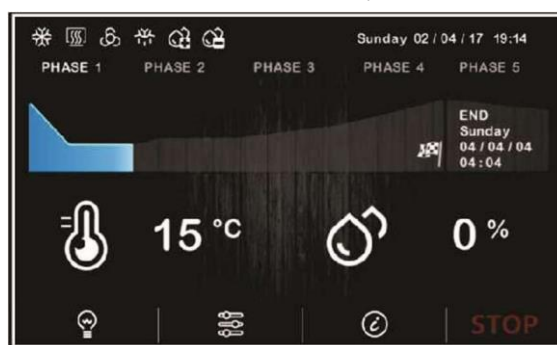 Sunday 02 / 04 / 17 19:14
PHASE 1 PHASE 2 PHASE 3 PHASE 4 PHASE 5
END
Sunday
04 / 04 / 04
04 : 04
15 °C 0 %
STOP